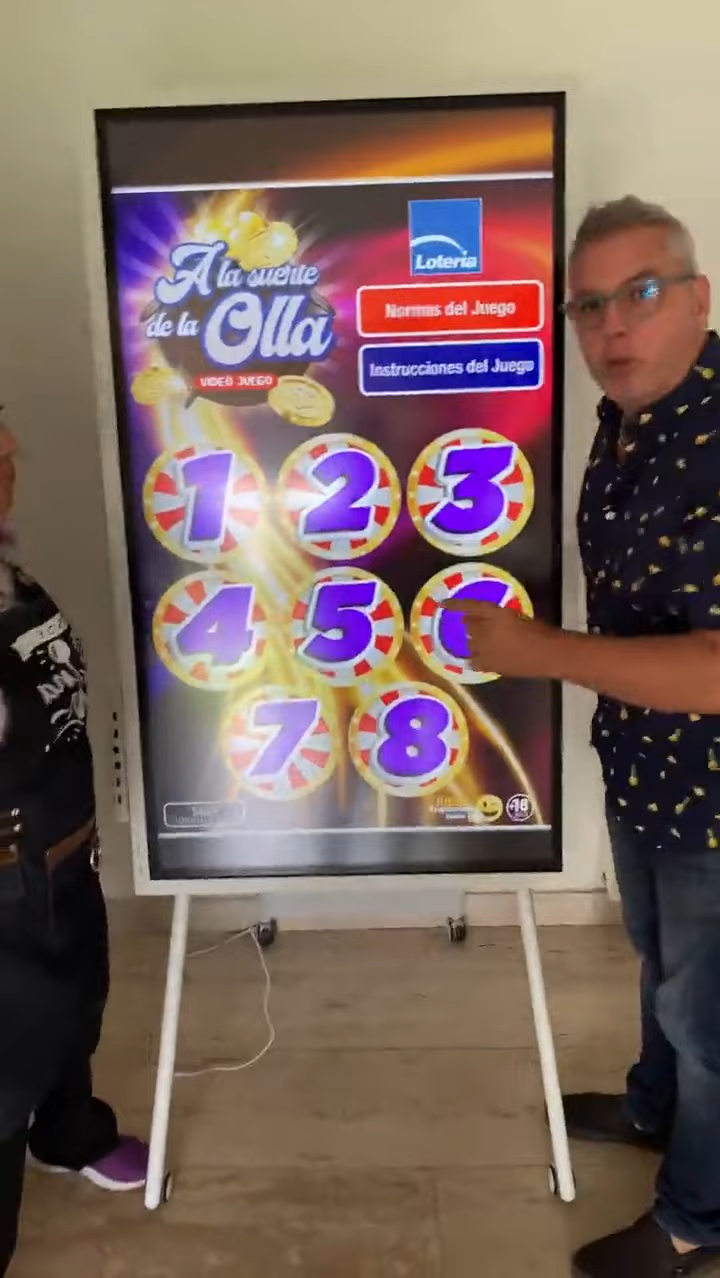 A la suerte
de la Olla
VIDEO JUEGO
Lotería
Normas del Juego
Instrucciones del Juego
1 2 3
4 5 6
7 8
+18